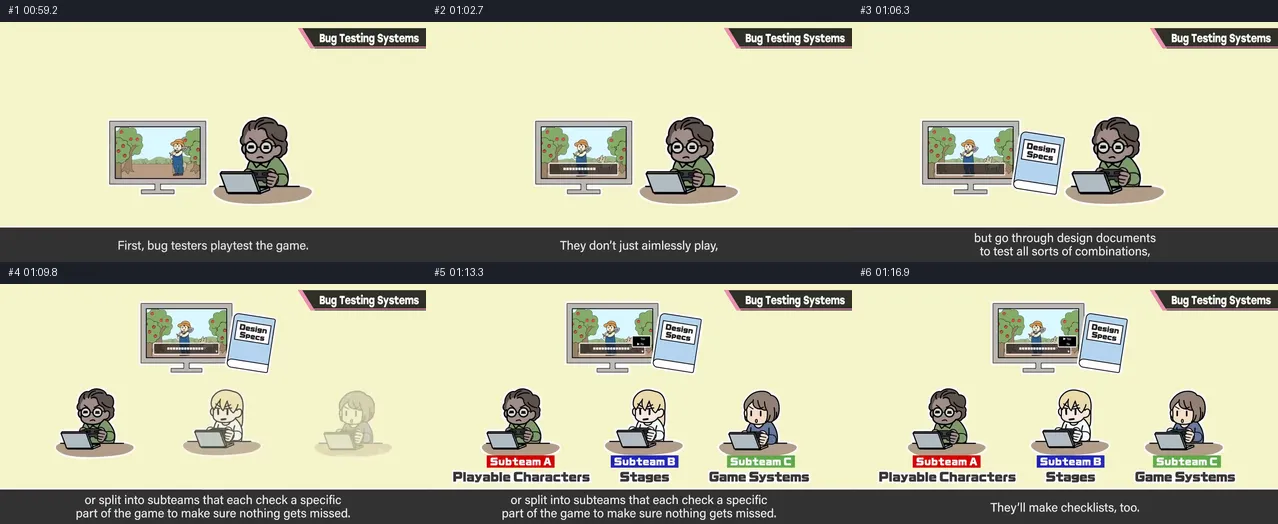 #1 00:59.2
Bug Testing Systems
First, bug testers playtest the game.
#2 01:02.7
Bug Testing Systems
They don't just aimlessly play,
#3 01:06.3
Bug Testing Systems
Design
Specs
but go through design documents
to test all sorts of combinations,
#4 01:09.8
Bug Testing Systems
Design
Specs
or split into subteams that each check a specific
part of the game to make sure nothing gets missed.
#5 01:13.3
Bug Testing Systems
Design
Specs
Subteam A
Playable Characters
Subteam B
Stages
Subteam C
Game Systems
or split into subteams that each check a specific
part of the game to make sure nothing gets missed.
#6 01:16.9
Bug Testing Systems
Design
Specs
Subteam A
Playable Characters
Subteam B
Stages
Subteam C
Game Systems
They'll make checklists, too.